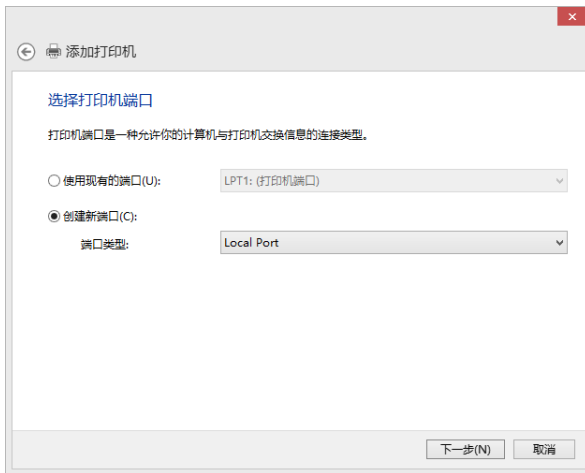 添加打印机
选择打印机端口
打印机端口是一种允许你的计算机与打印机交换信息的连接类型。
使用现有的端口(U): LPT1: (打印机端口)
创建新端口(C):
端口类型: Local Port
下一步(N) 取消